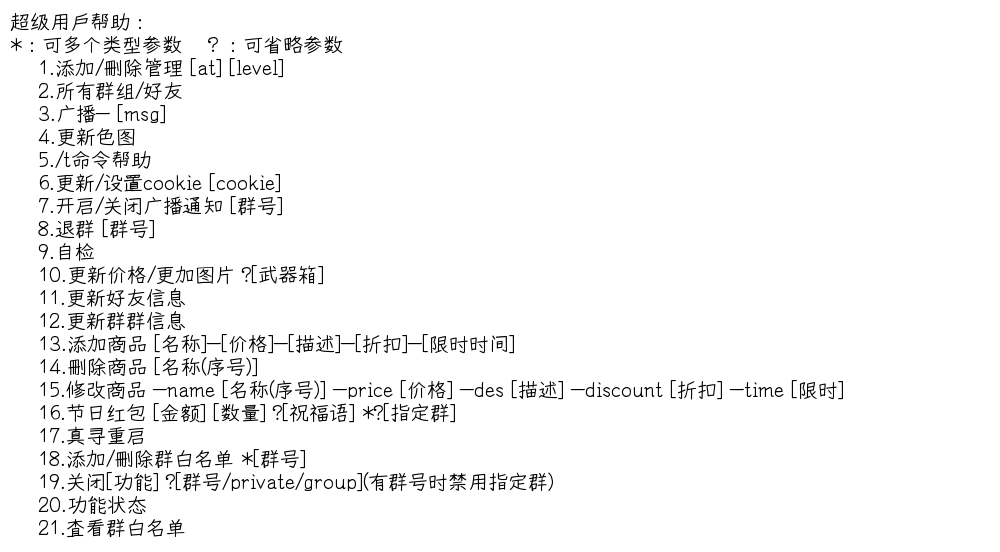 超级用户帮助：
*：可多个类型参数 ？：可省略参数
1.添加/删除管理 [at] [level]
2.所有群组/好友
3.广播— [msg]
4.更新色图
5./t命令帮助
6.更新/设置cookie [cookie]
7.开启/关闭广播通知 [群号]
8.退群 [群号]
9.自检
10.更新价格/更加图片 ?[武器箱]
11.更新好友信息
12.更新群群信息
13.添加商品 [名称]—[价格]—[描述]—[折扣]—[限时时间]
14.删除商品 [名称(序号)]
15.修改商品 —name [名称(序号)] —price [价格] —des [描述] —discount [折扣] —time [限时]
16.节日红包 [金额] [数量] ?[祝福语] *?[指定群]
17.真寻重启
18.添加/删除群白名单 *[群号]
19.关闭[功能] ?[群号/private/group](有群号时禁用指定群)
20.功能状态
21.查看群白名单